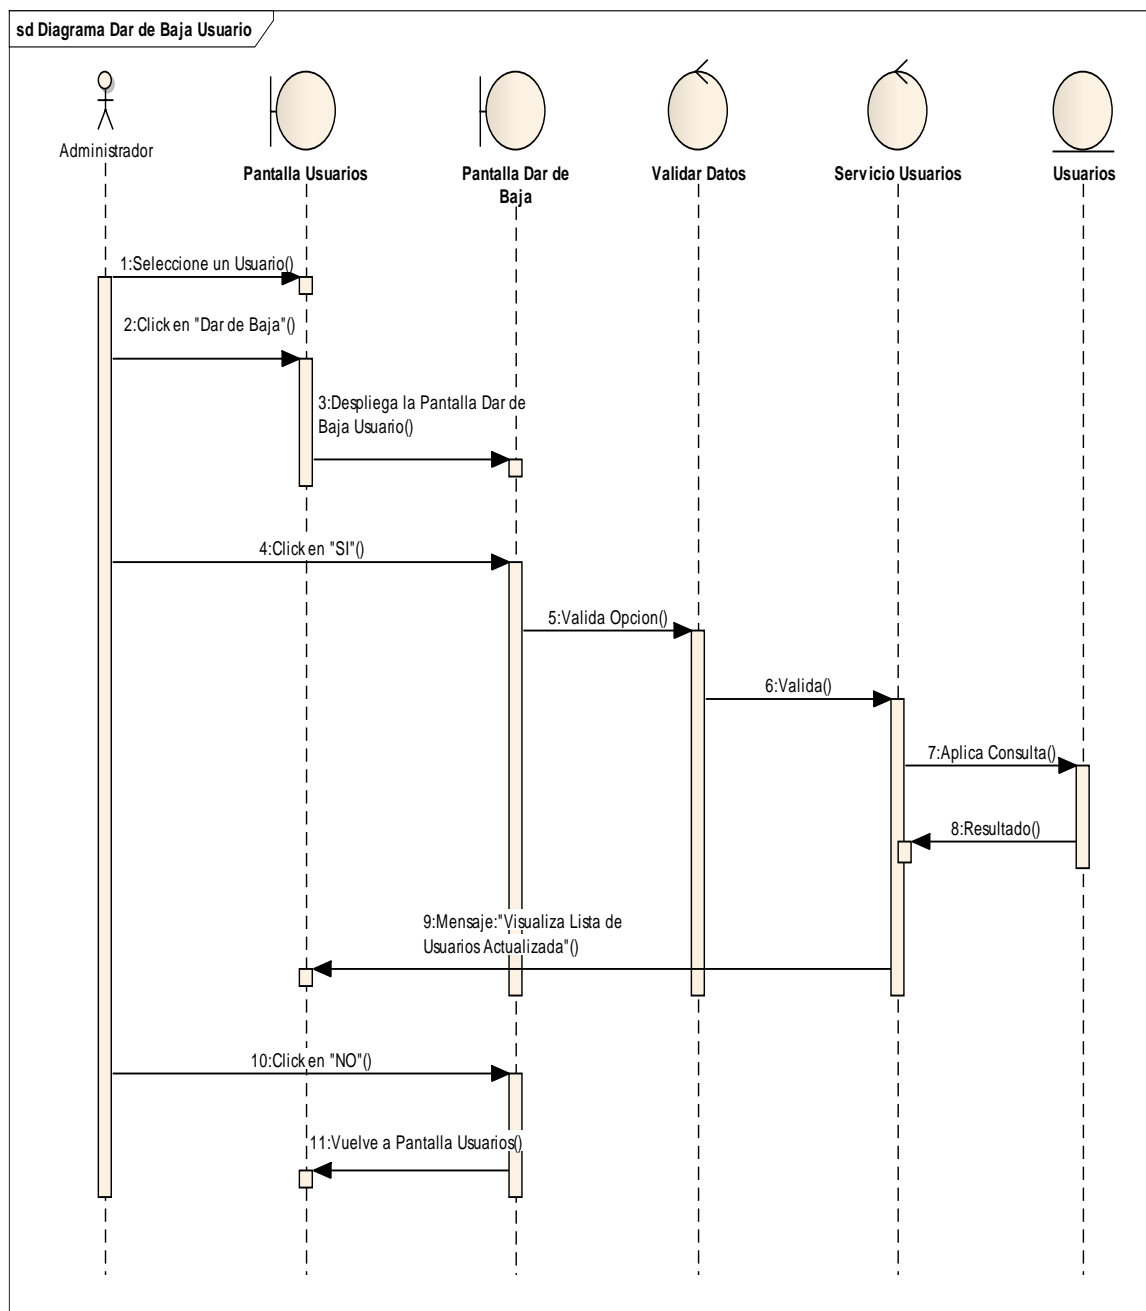 sd Diagrama Dar de Baja Usuario
Administrador
Pantalla Usuarios
Pantalla Dar de
Baja
Validar Datos
Servicio Usuarios
Usuarios
1:Seleccione un Usuario()
2:Click en "Dar de Baja"()
3:Despliega la Pantalla Dar de
Baja Usuario()
4:Click en "SI"()
5:Valida Opcion()
6:Valida()
7:Aplica Consulta()
8:Resultado()
9:Mensaje:"Visualiza Lista de
Usuarios Actualizada"()
10:Click en "NO"()
11:Vuelve a Pantalla Usuarios()